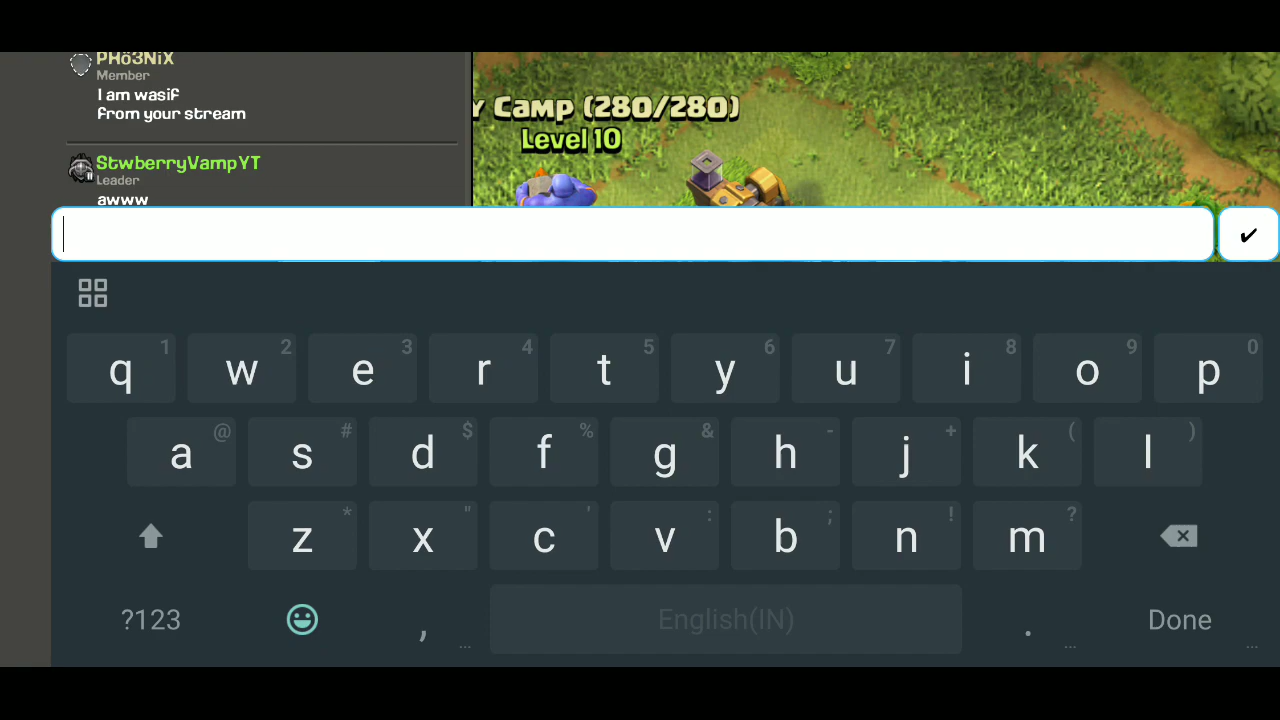 PHö3NiX
Member
I am wasif
from your stream
StwberryVampYT
Leader
awww
y Camp (280/280)
Level 10
✔
1 2 3 4 5 6 7 8 9 0
q w e r t y u i o p
@ # $ % & - + ( )
a s d f g h j k l
* " ' : ; ! ?
z x c v b n m
?123 , English(IN) . Done